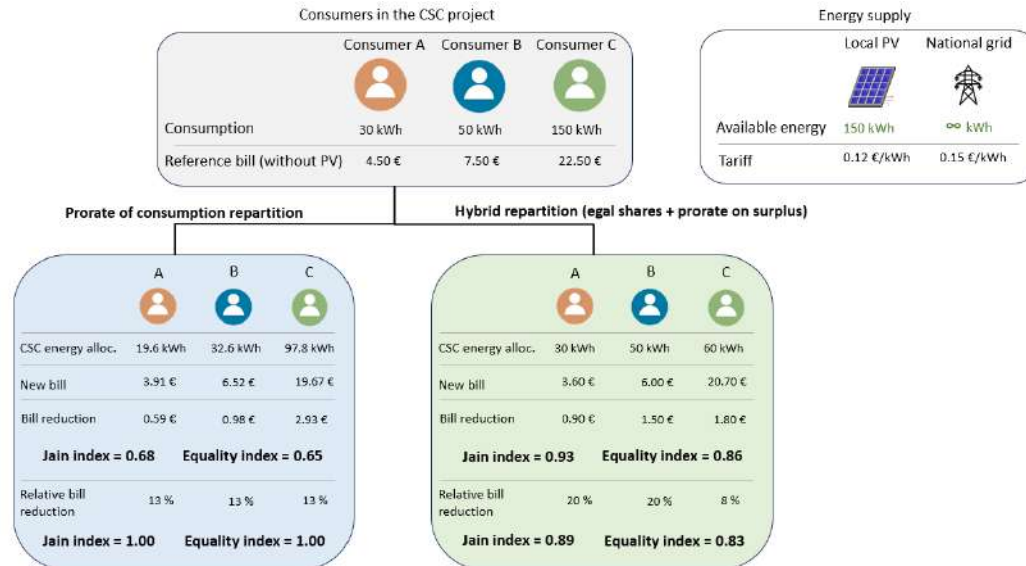 Consumers in the CSC project
Consumer A Consumer B Consumer C
Consumption 30 kWh 50 kWh 150 kWh
Reference bill (without PV) 4.50 € 7.50 € 22.50 €
Energy supply
Local PV National grid
Available energy 150 kWh ∞ kWh
Tariff 0.12 €/kWh 0.15 €/kWh
Prorate of consumption repartition
Hybrid repartition (egal shares + prorate on surplus)
A B C
CSC energy alloc. 19.6 kWh 32.6 kWh 97.8 kWh
New bill 3.91 € 6.52 € 19.67 €
Bill reduction 0.59 € 0.98 € 2.93 €
Jain index = 0.68 Equality index = 0.65
Relative bill
reduction 13 % 13 % 13 %
Jain index = 1.00 Equality index = 1.00
A B C
CSC energy alloc. 30 kWh 50 kWh 60 kWh
New bill 3.60 € 6.00 € 20.70 €
Bill reduction 0.90 € 1.50 € 1.80 €
Jain index = 0.93 Equality index = 0.86
Relative bill
reduction 20 % 20 % 8 %
Jain index = 0.89 Equality index = 0.83